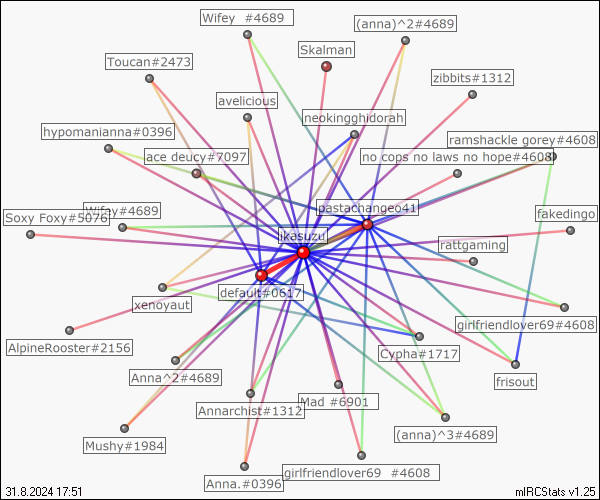 Wifey  #4689
(anna)^2#4689
Skalman
Toucan#2473
zibbits#1312
avelicious
neokingghidorah
hypomanianna#0396
ramshackle gorey#4608
ace deucy#7097
no cops no laws no hope#4608
Wifey#4689
pastachangeo41
Soxy Foxy#5076
fakedingo
ikasuzu
rattgaming
default#0617
xenoyaut
girlfriendlover69#4608
AlpineRooster#2156
Cypha#1717
Anna^2#4689
frisout
Annarchist#1312
Mad #6901
Mushy#1984
(anna)^3#4689
Anna.#0396
girlfriendlover69  #4608
31.8.2024 17:51
mIRCStats v1.25